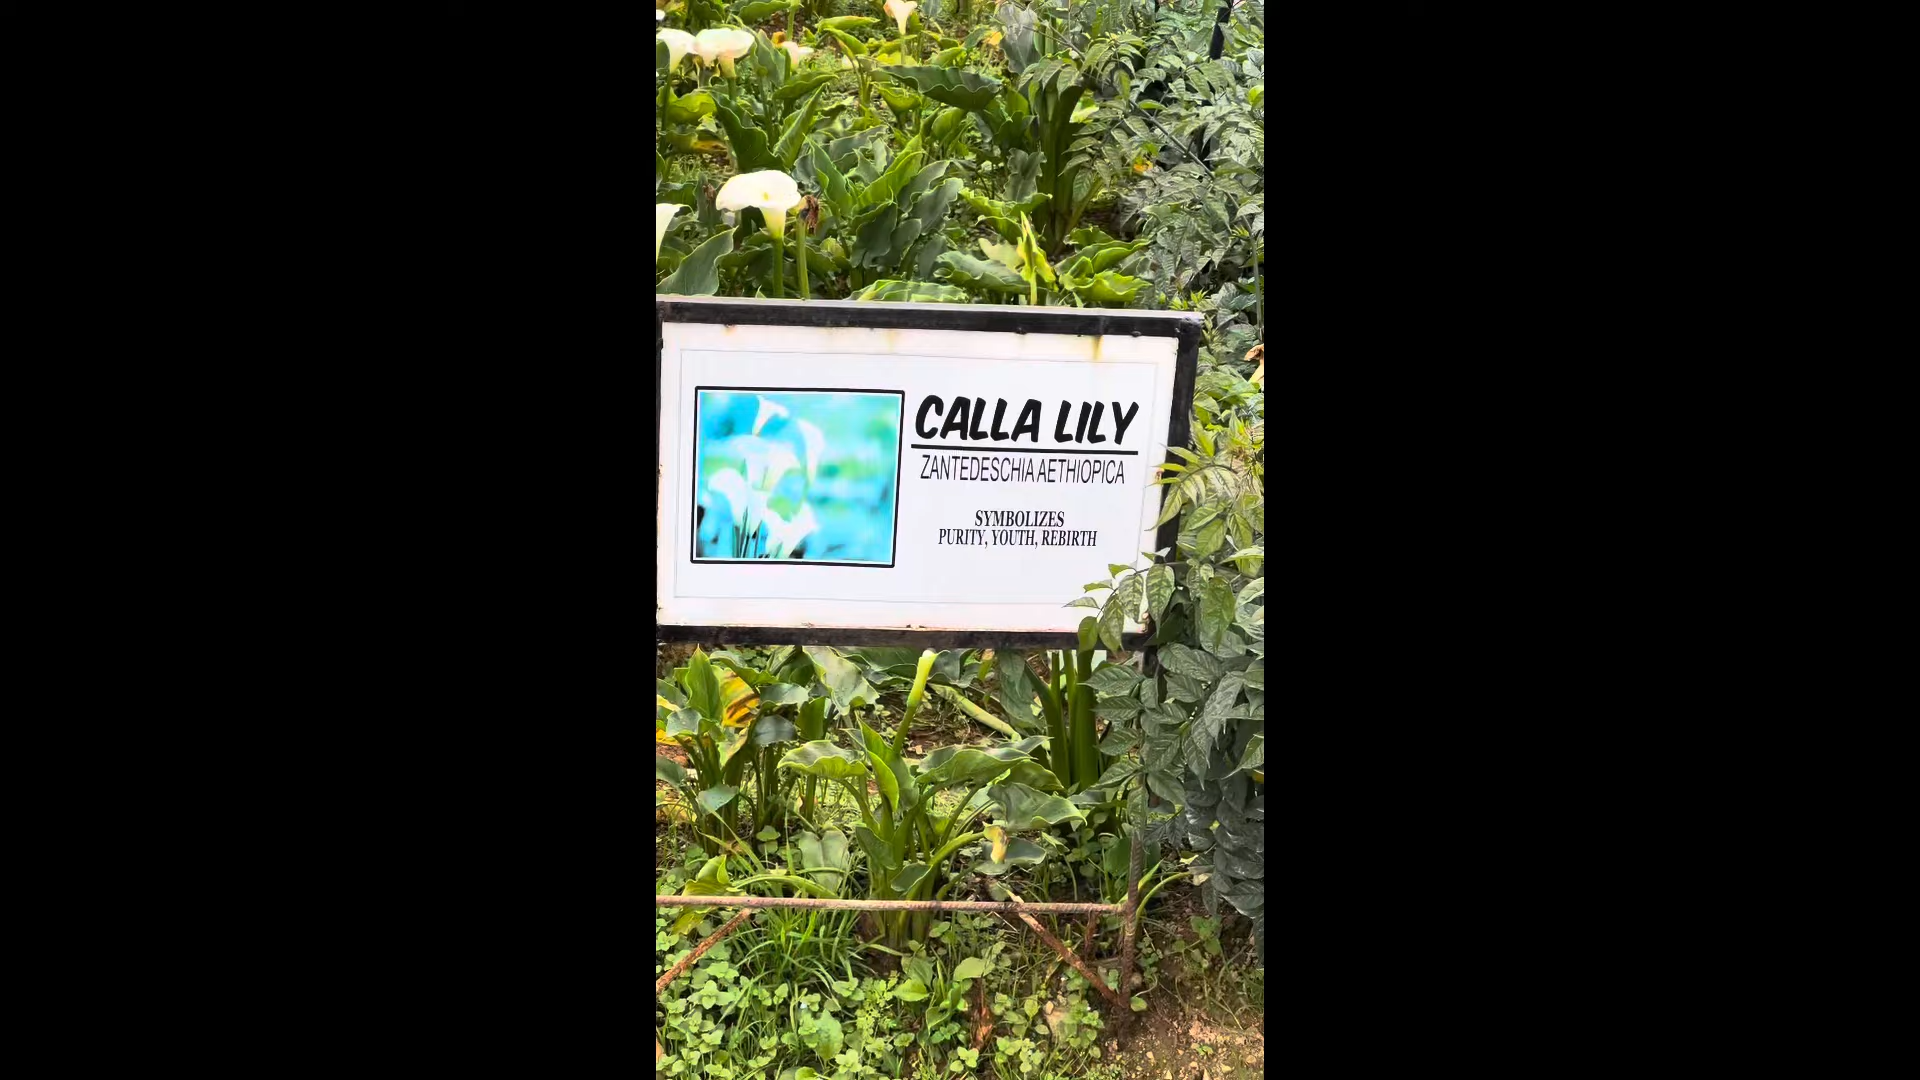 CALLA LILY
ZANTEDESCHIA AETHIOPICA
SYMBOLIZES
PURITY, YOUTH, REBIRTH